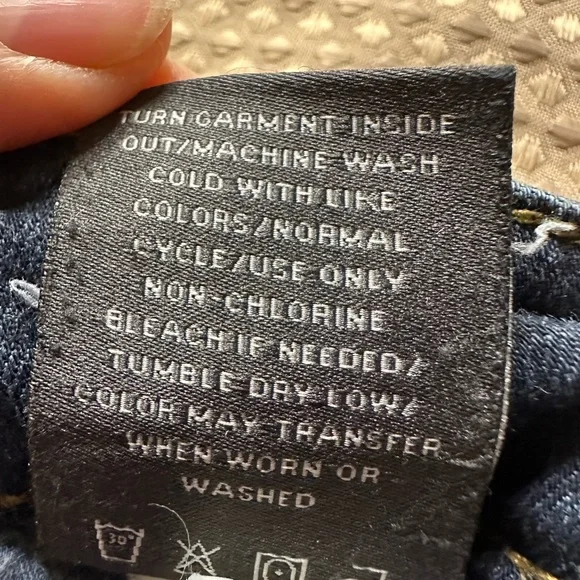 TURN GARMENT INSIDE
OUT/MACHINE WASH
COLD WITH LIKE
COLORS/NORMAL
CYCLE/USE ONLY
NON-CHLORINE
BLEACH IF NEEDED/
TUMBLE DRY LOW/
COLOR MAY TRANSFER
WHEN WORN OR
WASHED
30°